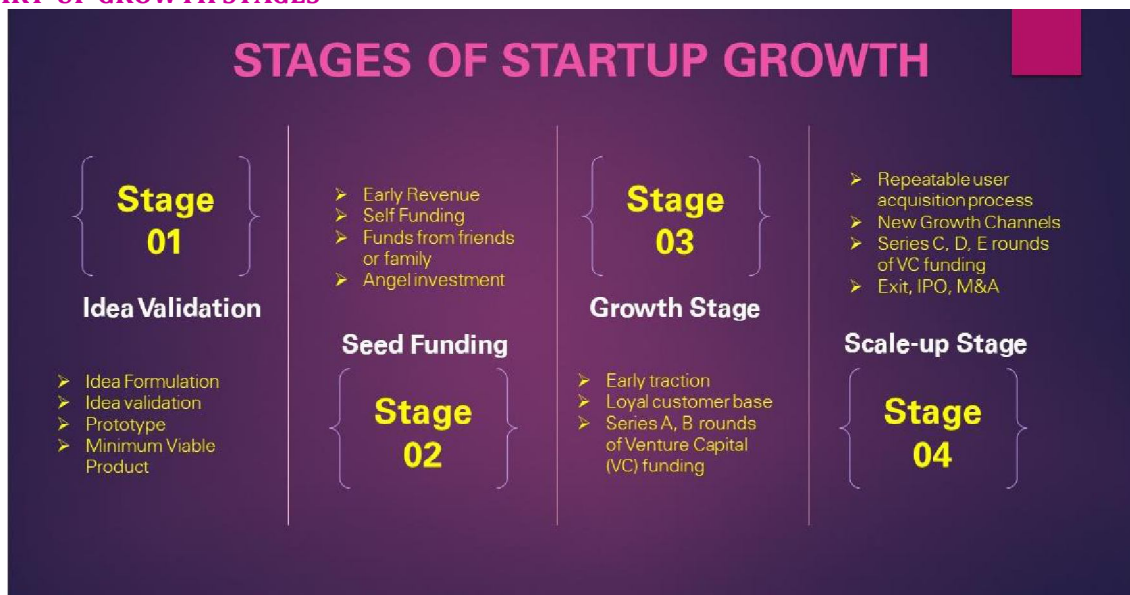 STAGES OF STARTUP GROWTH
Stage
01
Idea Validation
➢ Idea Formulation
➢ Idea validation
➢ Prototype
➢ Minimum Viable
Product
➢ Early Revenue
➢ Self Funding
➢ Funds from friends
or family
➢ Angel investment
Seed Funding
Stage
02
Stage
03
Growth Stage
➢ Early traction
➢ Loyal customer base
➢ Series A, B rounds
of Venture Capital
(VC) funding
➢ Repeatable user
acquisition process
➢ New Growth Channels
➢ Series C, D, E rounds
of VC funding
➢ Exit, IPO, M&A
Scale-up Stage
Stage
04